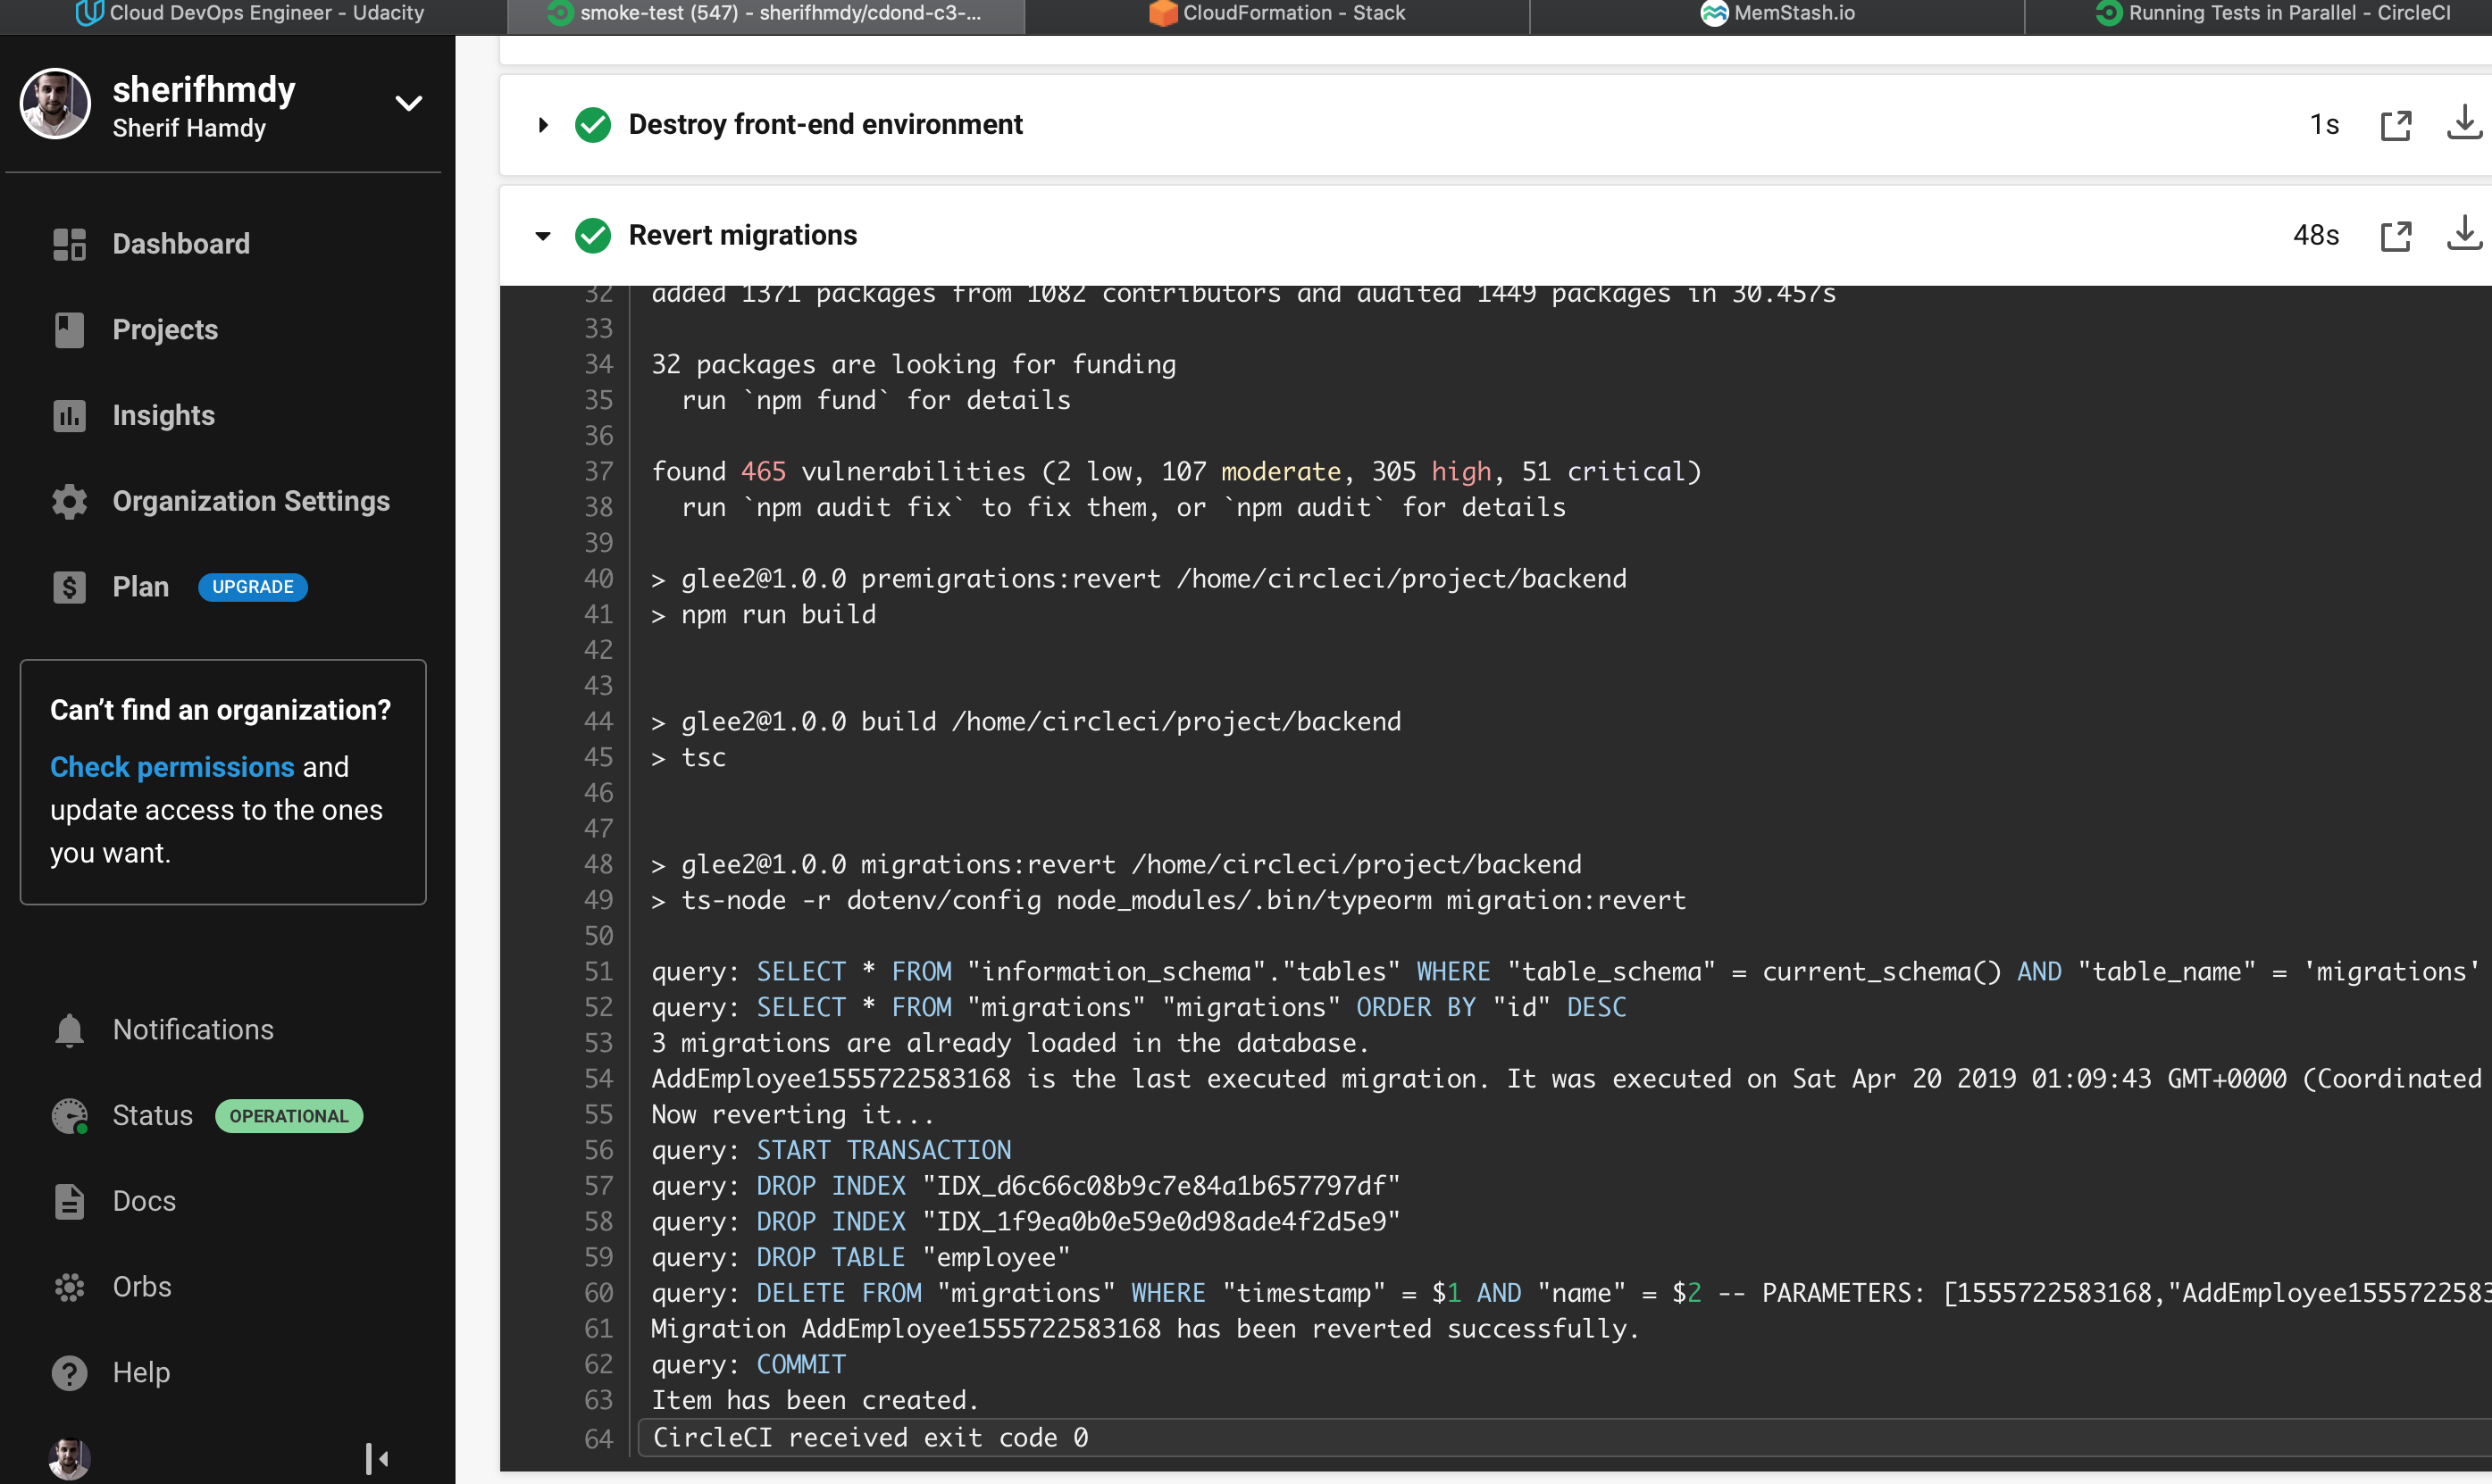 Cloud DevOps Engineer - Udacity
smoke-test (547) - sherifhmdy/cdond-c3-...
CloudFormation - Stack
MemStash.io
Running Tests in Parallel - CircleCI
sherifhmdy
Sherif Hamdy
Dashboard
Projects
Insights
Organization Settings
Plan UPGRADE
Can’t find an organization?
Check permissions and
update access to the ones
you want.
Notifications
Status OPERATIONAL
Docs
Orbs
Help
Destroy front-end environment 1s
Revert migrations 48s
32 added 1371 packages from 1082 contributors and audited 1449 packages in 30.457s
33
34 32 packages are looking for funding
35 run `npm fund` for details
36
37 found 465 vulnerabilities (2 low, 107 moderate, 305 high, 51 critical)
38 run `npm audit fix` to fix them, or `npm audit` for details
39
40 > glee2@1.0.0 premigrations:revert /home/circleci/project/backend
41 > npm run build
42
43
44 > glee2@1.0.0 build /home/circleci/project/backend
45 > tsc
46
47
48 > glee2@1.0.0 migrations:revert /home/circleci/project/backend
49 > ts-node -r dotenv/config node_modules/.bin/typeorm migration:revert
50
51 query: SELECT * FROM "information_schema"."tables" WHERE "table_schema" = current_schema() AND "table_name" = 'migrations'
52 query: SELECT * FROM "migrations" "migrations" ORDER BY "id" DESC
53 3 migrations are already loaded in the database.
54 AddEmployee1555722583168 is the last executed migration. It was executed on Sat Apr 20 2019 01:09:43 GMT+0000 (Coordinated
55 Now reverting it...
56 query: START TRANSACTION
57 query: DROP INDEX "IDX_d6c66c08b9c7e84a1b657797df"
58 query: DROP INDEX "IDX_1f9ea0b0e59e0d98ade4f2d5e9"
59 query: DROP TABLE "employee"
60 query: DELETE FROM "migrations" WHERE "timestamp" = $1 AND "name" = $2 -- PARAMETERS: [1555722583168,"AddEmployee1555722583
61 Migration AddEmployee1555722583168 has been reverted successfully.
62 query: COMMIT
63 Item has been created.
64 CircleCI received exit code 0